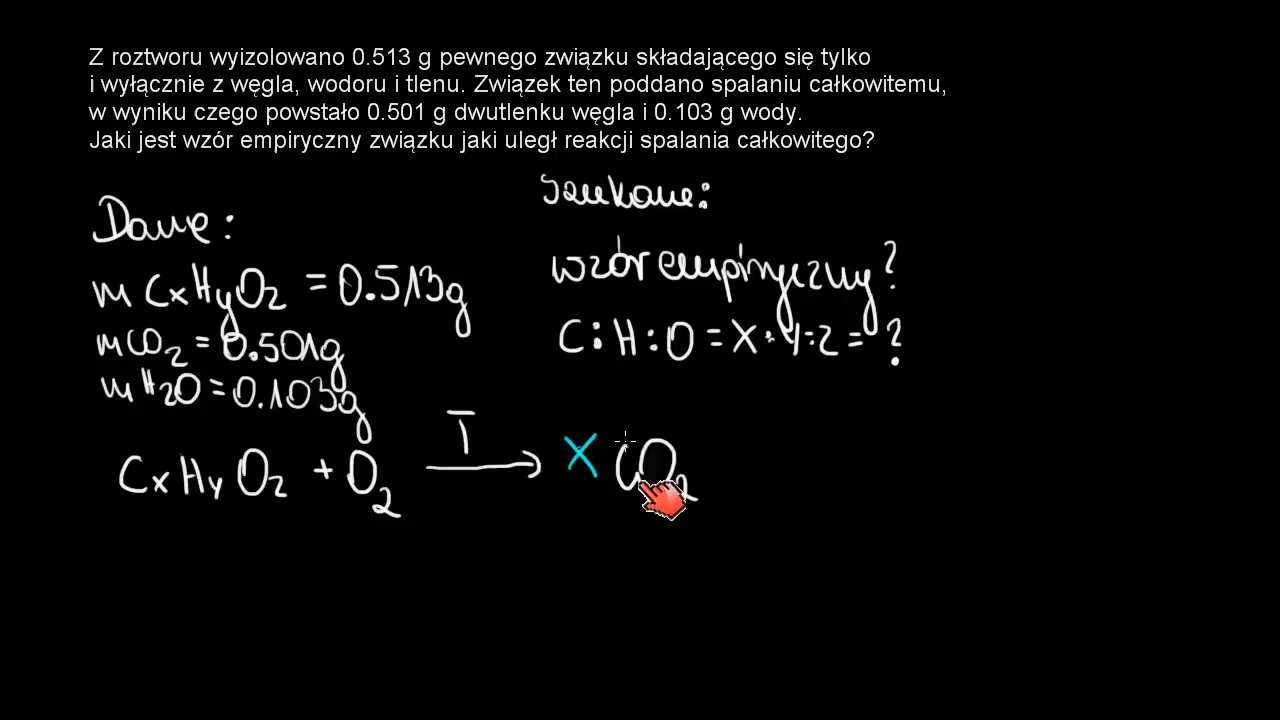 Z roztworu wyizolowano 0.513 g pewnego związku składającego się tylko
i wyłącznie z węgla, wodoru i tlenu. Związek ten poddano spalaniu całkowitemu,
w wyniku czego powstało 0.501 g dwutlenku węgla i 0.103 g wody.
Jaki jest wzór empiryczny związku jaki uległ reakcji spalania całkowitego?
Dane:
m CxHyOz = 0.513g
mCO2 = 0.501g
mH2O = 0.103g
Szukane:
wzór empiryczny?
C:H:O = X:Y:Z = ?
CxHyOz + O2 T → X CO2